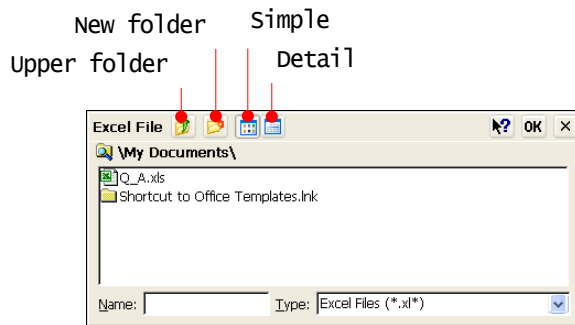 New folder
Simple
Upper folder
Detail
Excel File
? OK ×
\My Documents\
Q_A.xls
Shortcut to Office Templates.lnk
Name: Type: Excel Files (*.xl*)